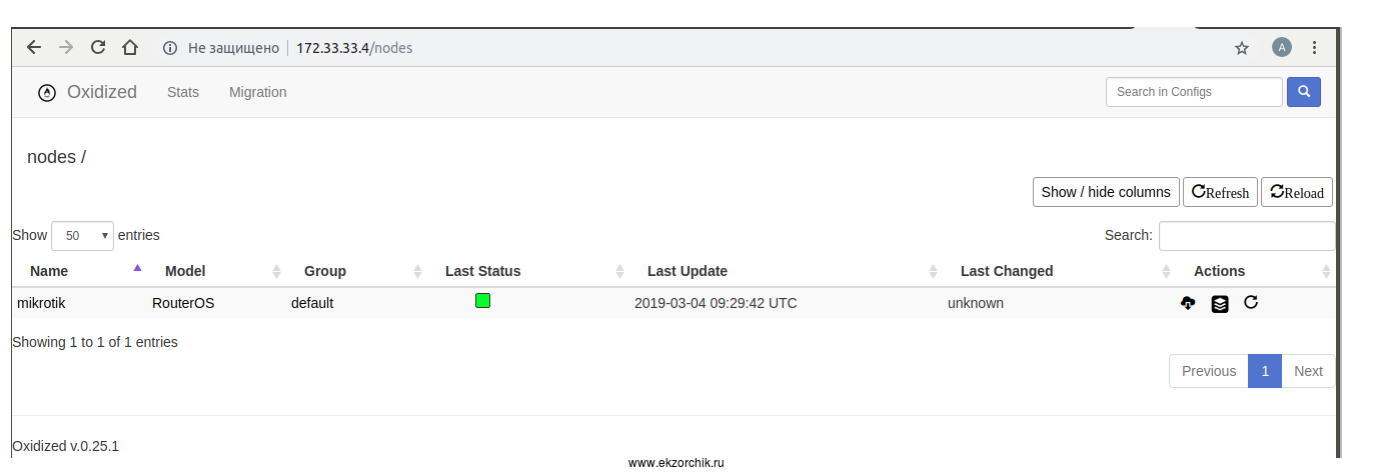 Не защищено | 172.33.33.4/nodes A
Oxidized Stats Migration Search in Configs
nodes /
Show / hide columns Refresh Reload
Show 50 entries Search:
Name Model Group Last Status Last Update Last Changed Actions
mikrotik RouterOS default 2019-03-04 09:29:42 UTC unknown
Showing 1 to 1 of 1 entries
Previous 1 Next
Oxidized v.0.25.1
www.ekzorchik.ru